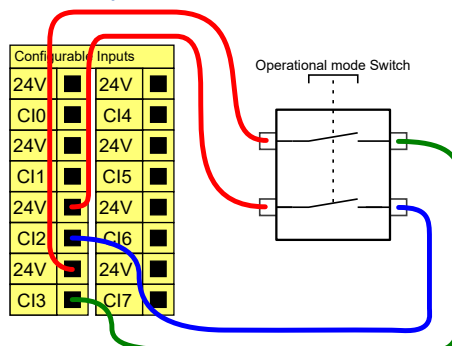 Configurable Inputs
Operational mode Switch
24V 24V
CI0 CI4
24V 24V
CI1 CI5
24V 24V
CI2 CI6
24V 24V
CI3 CI7